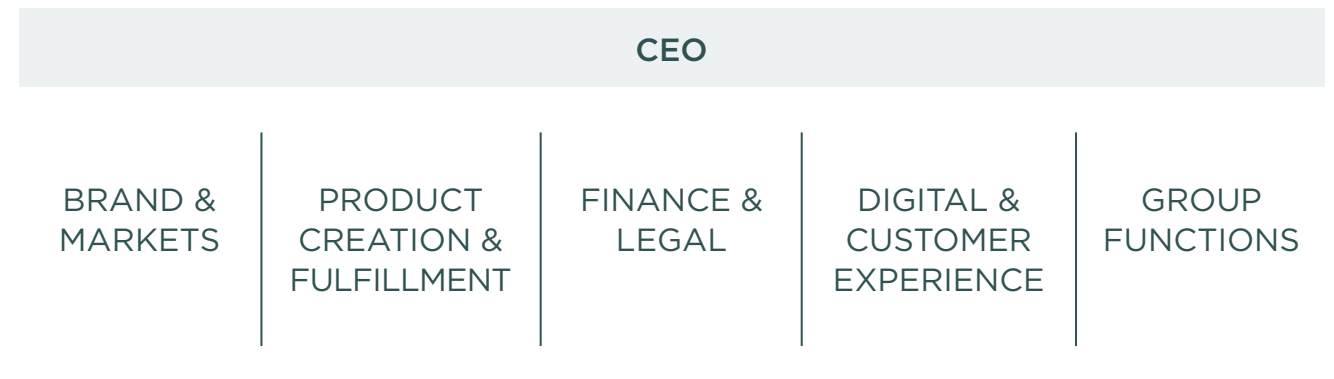 CEO
BRAND &
MARKETS
PRODUCT
CREATION &
FULFILLMENT
FINANCE &
LEGAL
DIGITAL &
CUSTOMER
EXPERIENCE
GROUP
FUNCTIONS